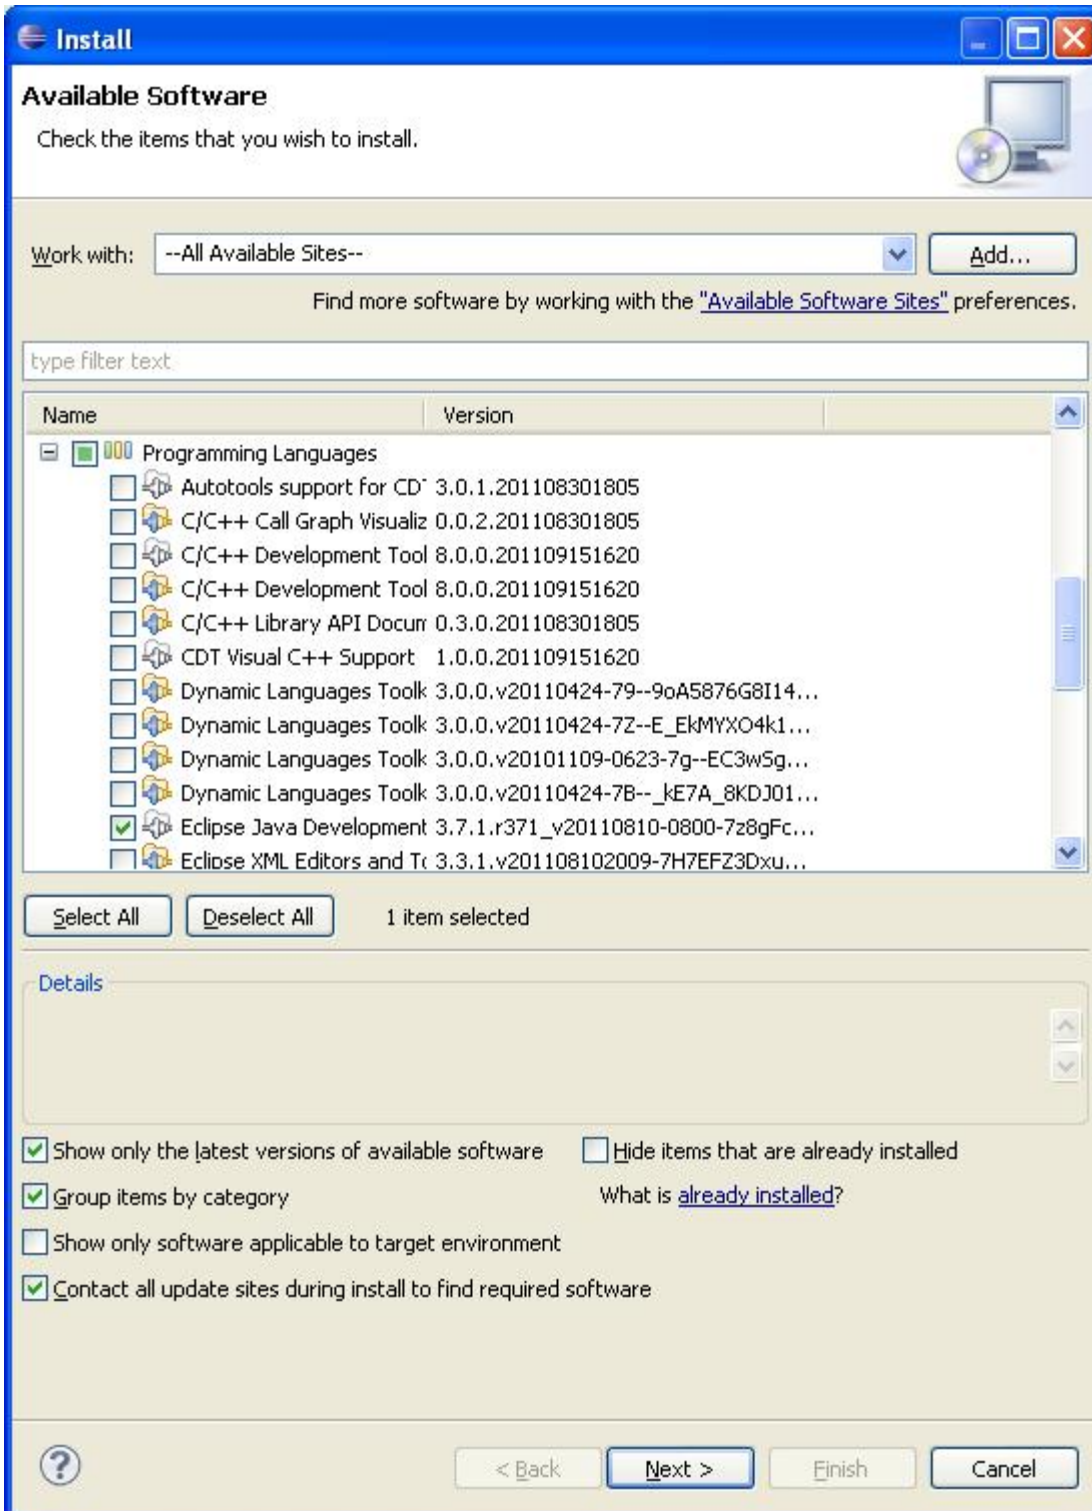 Install
Available Software
Check the items that you wish to install.
Work with: --All Available Sites-- Add...
Find more software by working with the "Available Software Sites" preferences.
type filter text
Name Version
Programming Languages
Autotools support for CD 3.0.1.201108301805
C/C++ Call Graph Visualiz 0.0.2.201108301805
C/C++ Development Tool 8.0.0.201109151620
C/C++ Development Tool 8.0.0.201109151620
C/C++ Library API Docum 0.3.0.201108301805
CDT Visual C++ Support 1.0.0.201109151620
Dynamic Languages Toolk 3.0.0.v20110424-79--9oA5876G8I14...
Dynamic Languages Toolk 3.0.0.v20110424-7Z--E_EkMYXO4k1...
Dynamic Languages Toolk 3.0.0.v20101109-0623-7g--EC3wSg...
Dynamic Languages Toolk 3.0.0.v20110424-7B--_kE7A_8KDJ01...
Eclipse Java Development 3.7.1.r371_v20110810-0800-7z8gFc...
Eclipse XML Editors and To 3.3.1.v201108102009-7H7EFZ3Dxu...
Select All Deselect All 1 item selected
Details
Show only the latest versions of available software Hide items that are already installed
Group items by category What is already installed?
Show only software applicable to target environment
Contact all update sites during install to find required software
? < Back Next > Finish Cancel